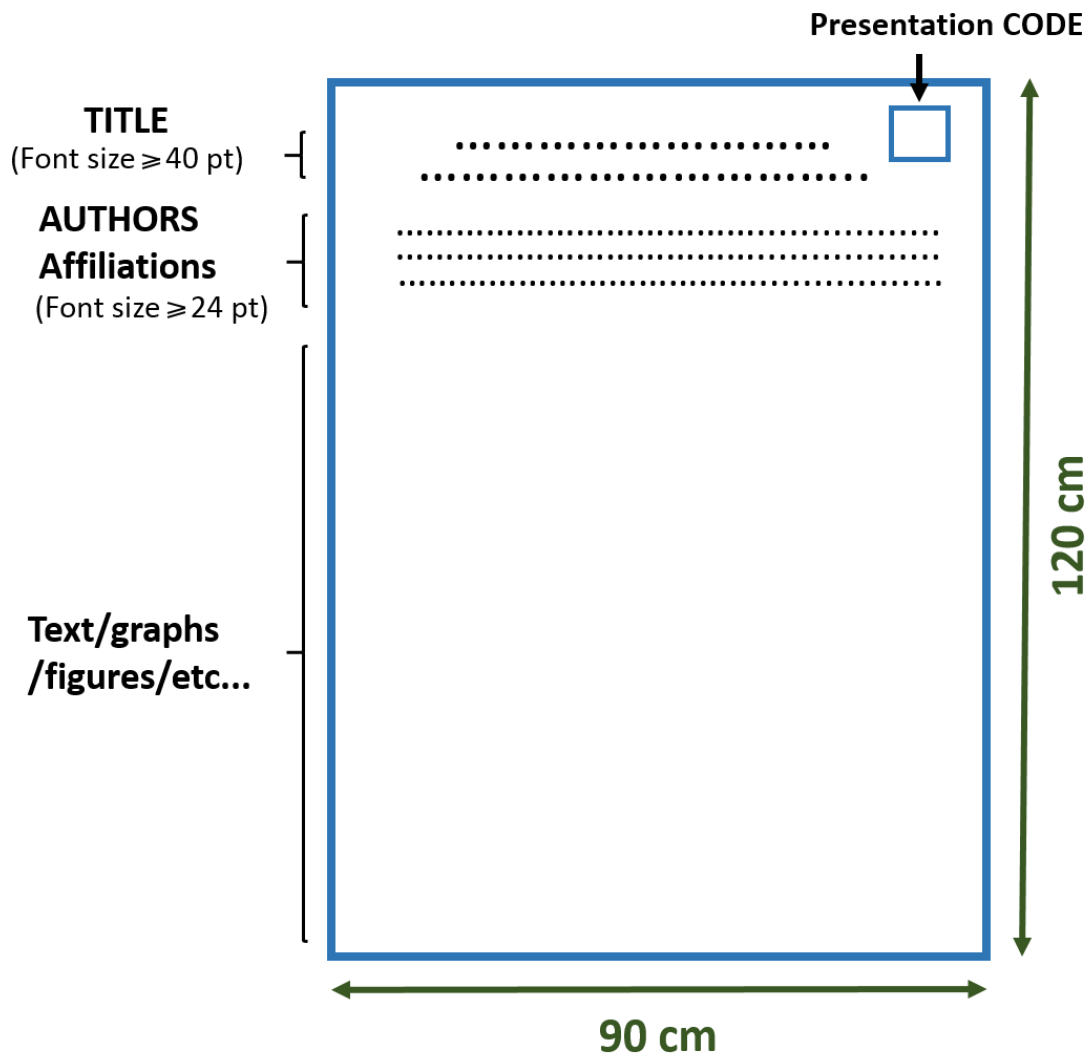 Presentation CODE
TITLE
(Font size ⩾ 40 pt)
AUTHORS
Affiliations
(Font size ⩾ 24 pt)
Text/graphs
/figures/etc...
120 cm
90 cm